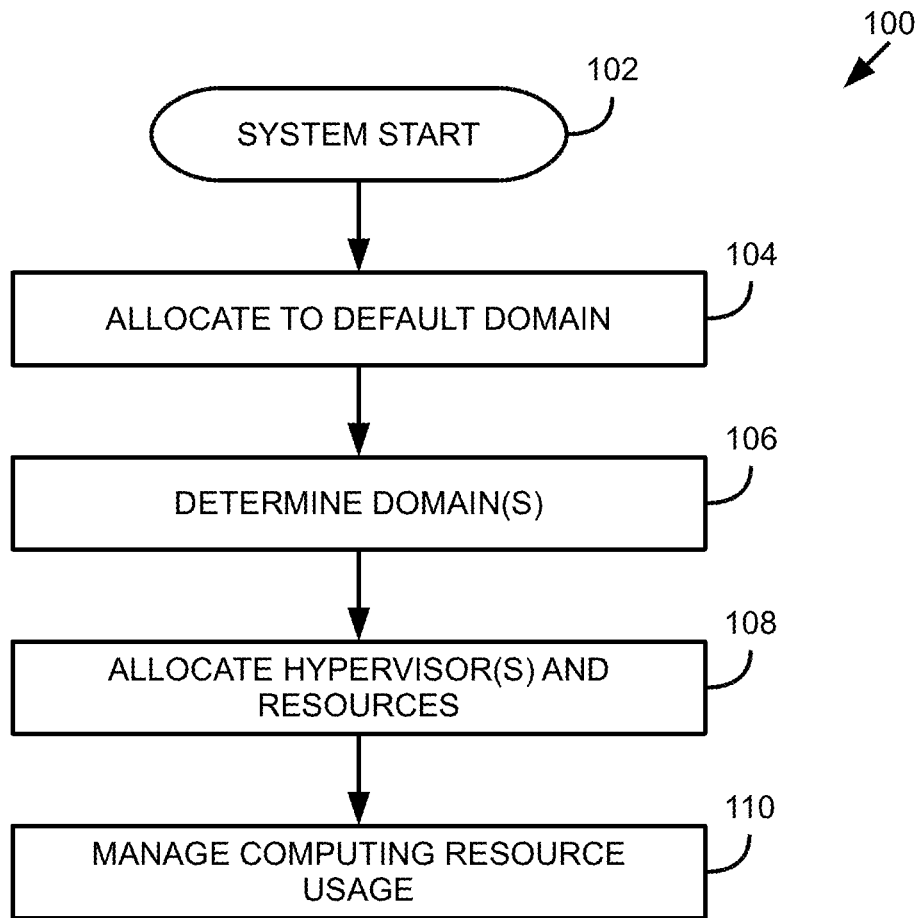 100
102
SYSTEM START
104
ALLOCATE TO DEFAULT DOMAIN
106
DETERMINE DOMAIN(S)
108
ALLOCATE HYPERVISOR(S) AND
RESOURCES
110
MANAGE COMPUTING RESOURCE
USAGE